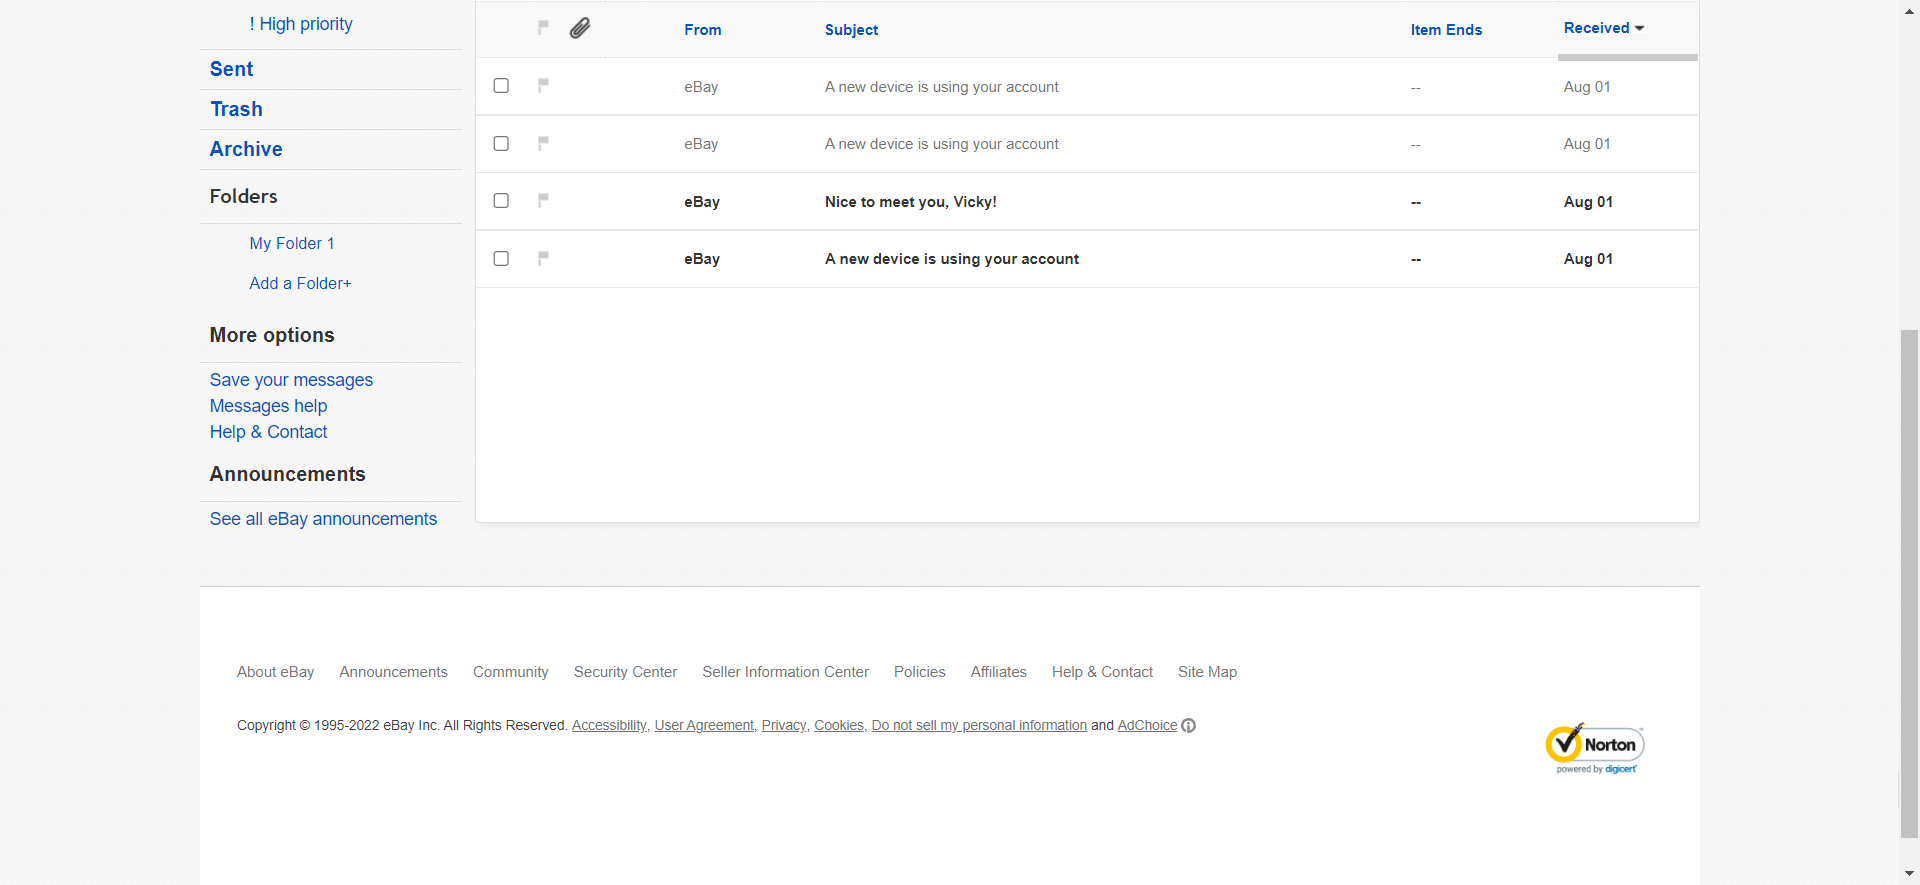 ! High priority
Sent
Trash
Archive
Folders
My Folder 1
Add a Folder+
More options
Save your messages
Messages help
Help & Contact
Announcements
See all eBay announcements
From Subject Item Ends Received
eBay A new device is using your account -- Aug 01
eBay A new device is using your account -- Aug 01
eBay Nice to meet you, Vicky! -- Aug 01
eBay A new device is using your account -- Aug 01
About eBay Announcements Community Security Center Seller Information Center Policies Affiliates Help & Contact Site Map
Copyright © 1995-2022 eBay Inc. All Rights Reserved. Accessibility, User Agreement, Privacy, Cookies, Do not sell my personal information and AdChoice
Norton
powered by digicert